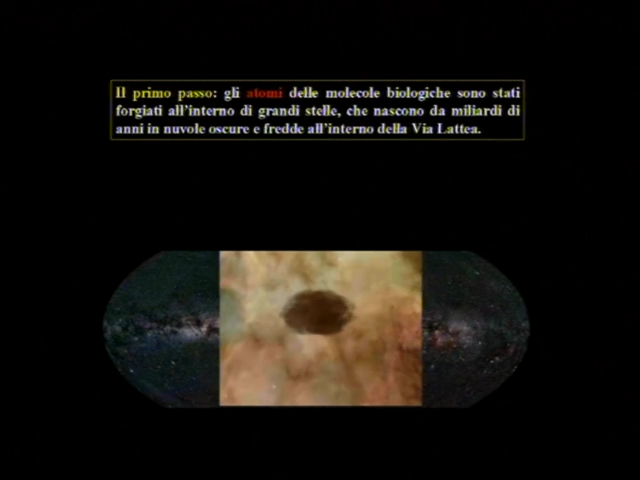 Il primo passo: gli atomi delle molecole biologiche sono stati
forgiati all'interno di grandi stelle, che nascono da miliardi di
anni in nuvole oscure e fredde all'interno della Via Lattea.